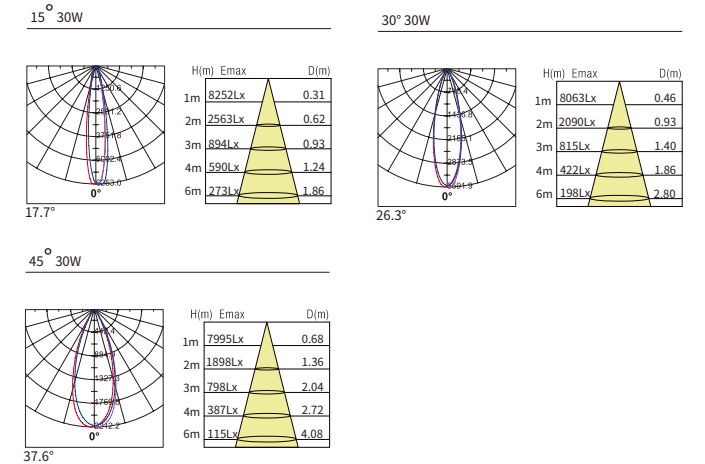 15° 30W
H(m) Emax D(m)
1m 8252Lx 0.31
2m 2563Lx 0.62
3m 894Lx 0.93
4m 590Lx 1.24
6m 273Lx 1.86
0°
17.7°
30° 30W
H(m) Emax D(m)
1m 8063Lx 0.46
2m 2090Lx 0.93
3m 815Lx 1.40
4m 422Lx 1.86
6m 198Lx 2.80
0°
26.3°
45° 30W
H(m) Emax D(m)
1m 7995Lx 0.68
2m 1898Lx 1.36
3m 798Lx 2.04
4m 387Lx 2.72
6m 115Lx 4.08
0°
37.6°